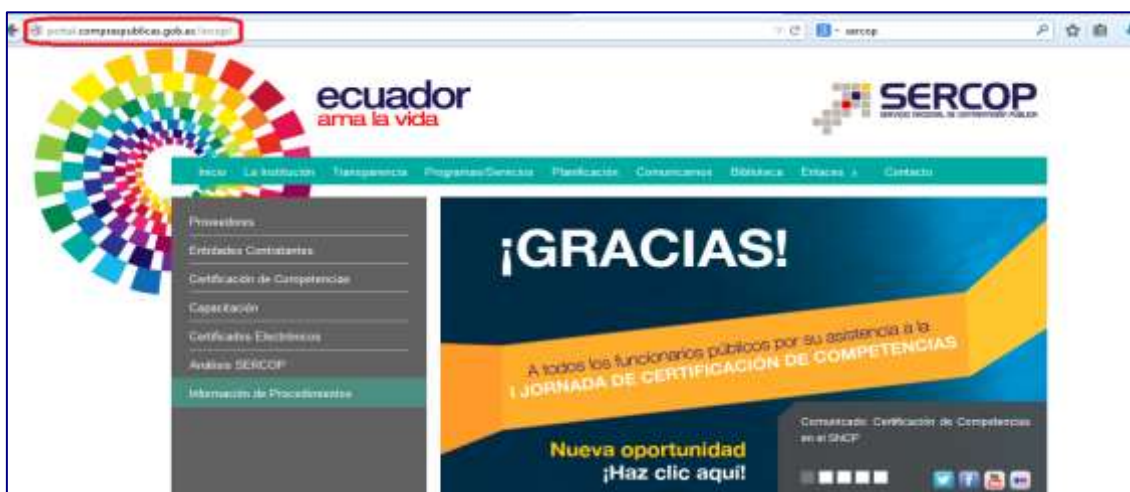 portal.compraspublicas.gob.ec/sercop/
sercop
ecuador
ama la vida
SERCOP
SERVICIO NACIONAL DE CONTRATACIÓN PÚBLICA
Inicio La Institución Transparencia Programas/Servicios Planificación Comunicamos Biblioteca Enlaces Contacto
Proveedores
Entidades Contratantes
Certificación de Competencias
Capacitación
Certificados Electrónicos
Análisis SERCOP
Información de Procedimientos
¡GRACIAS!
A todos los funcionarios públicos por su asistencia a la
I JORNADA DE CERTIFICACIÓN DE COMPETENCIAS
Nueva oportunidad
¡Haz clic aquí!
Comunicado: Certificación de Competencias
en el SNCP